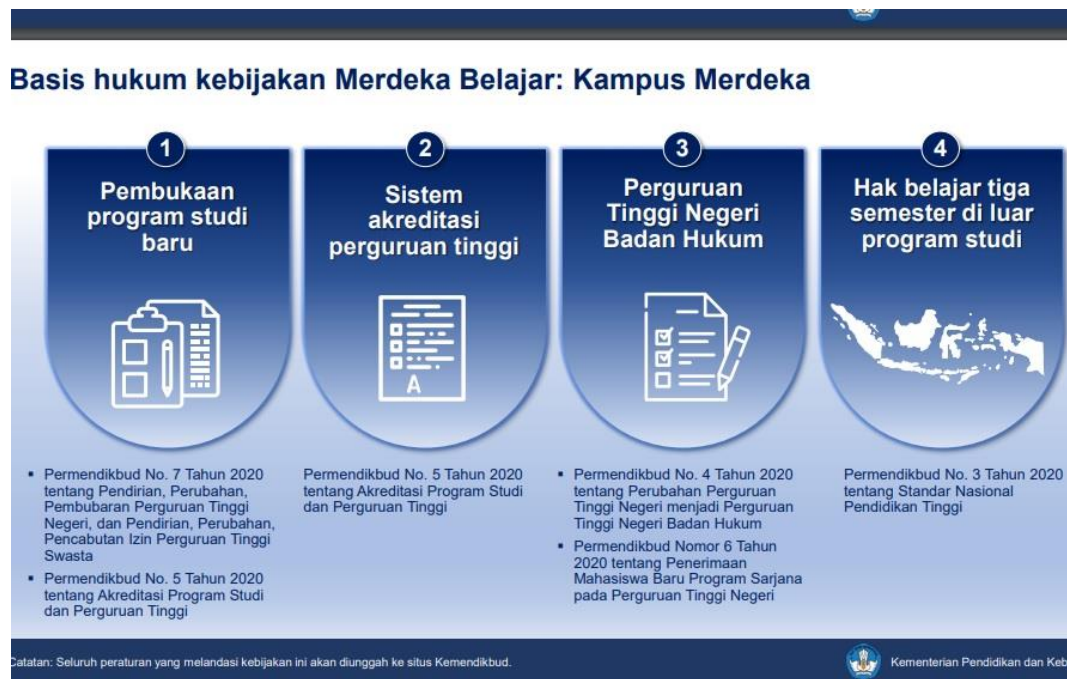 Basis hukum kebijakan Merdeka Belajar: Kampus Merdeka
1
Pembukaan
program studi
baru
2
Sistem
akreditasi
perguruan tinggi
A
3
Perguruan
Tinggi Negeri
Badan Hukum
4
Hak belajar tiga
semester di luar
program studi
▪ Permendikbud No. 7 Tahun 2020
tentang Pendirian, Perubahan,
Pembubaran Perguruan Tinggi
Negeri, dan Pendirian, Perubahan,
Pencabutan Izin Perguruan Tinggi
Swasta
▪ Permendikbud No. 5 Tahun 2020
tentang Akreditasi Program Studi
dan Perguruan Tinggi
Permendikbud No. 5 Tahun 2020
tentang Akreditasi Program Studi
dan Perguruan Tinggi
▪ Permendikbud No. 4 Tahun 2020
tentang Perubahan Perguruan
Tinggi Negeri menjadi Perguruan
Tinggi Negeri Badan Hukum
▪ Permendikbud Nomor 6 Tahun
2020 tentang Penerimaan
Mahasiswa Baru Program Sarjana
pada Perguruan Tinggi Negeri
Permendikbud No. 3 Tahun 2020
tentang Standar Nasional
Pendidikan Tinggi
Catatan: Seluruh peraturan yang melandasi kebijakan ini akan diunggah ke situs Kemendikbud.
Kementerian Pendidikan dan Keb